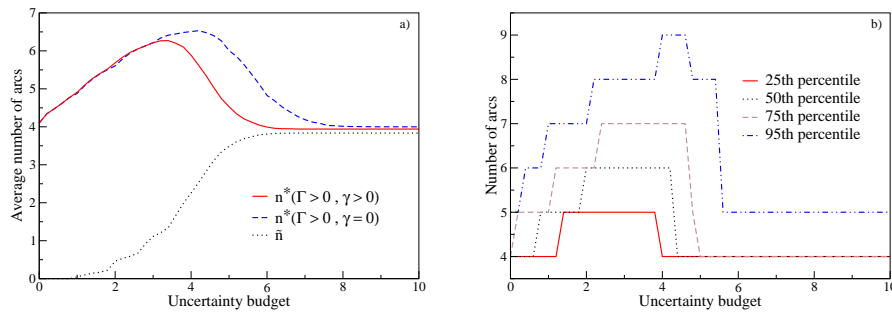 a)
7
6
5
4
3
2
1
0
Average number of arcs
n*(Γ > 0 , γ > 0)
n*(Γ > 0 , γ = 0)
ñ
0 2 4 6 8 10
Uncertainty budget
b)
9
8
7
6
5
4
Number of arcs
25th percentile
50th percentile
75th percentile
95th percentile
0 2 4 6 8 10
Uncertainty budget